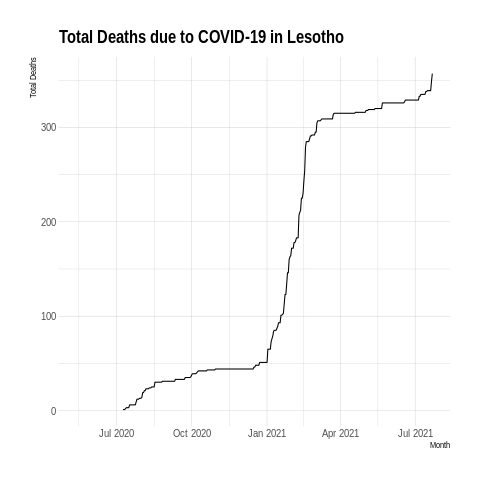 Total Deaths due to COVID-19 in Lesotho
Total Deaths
300
200
100
0
Jul 2020 Oct 2020 Jan 2021 Apr 2021 Jul 2021
Month